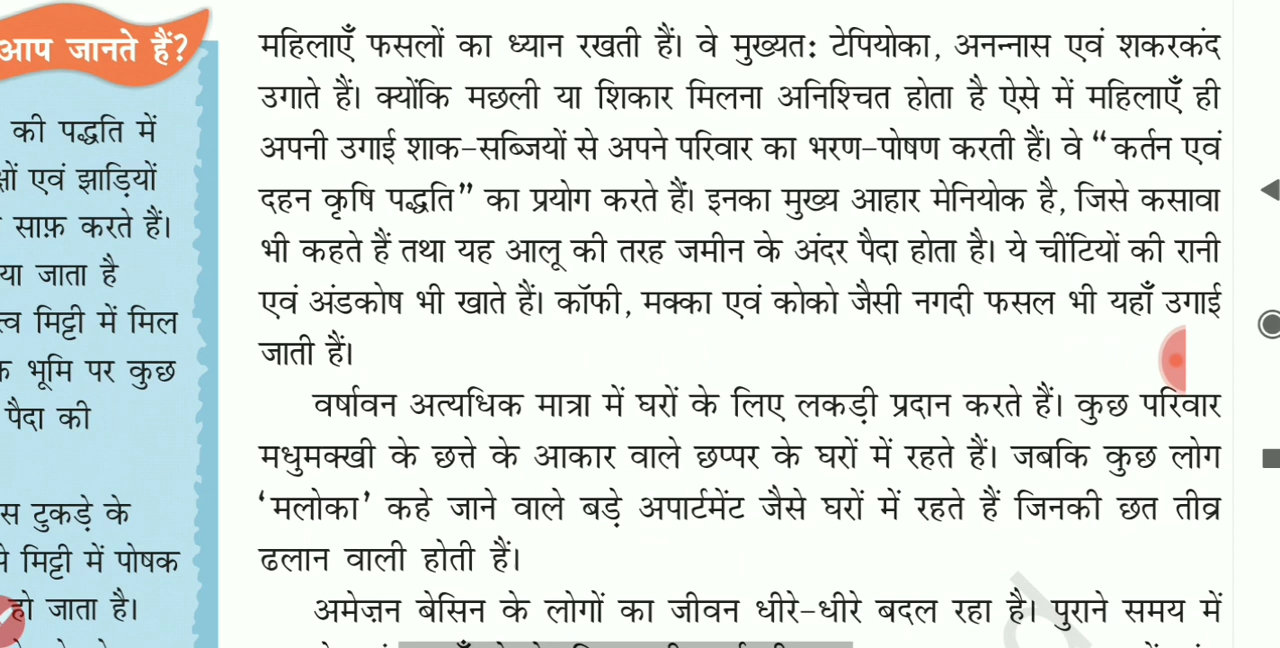 आप जानते हैं?
की पद्धति में
एवं झाड़ियों
साफ़ करते हैं।
या जाता है
मिट्टी में मिल
भूमि पर कुछ
पैदा की
टुकड़े के
मिट्टी में पोषक
हो जाता है।
महिलाएँ फसलों का ध्यान रखती हैं। वे मुख्यत: टेपियोका, अनन्नास एवं शकरकंद
उगाते हैं। क्योंकि मछली या शिकार मिलना अनिश्चित होता है ऐसे में महिलाएँ ही
अपनी उगाई शाक-सब्जियों से अपने परिवार का भरण-पोषण करती हैं। वे “कर्तन एवं
दहन कृषि पद्धति” का प्रयोग करते हैं। इनका मुख्य आहार मेनियोक है, जिसे कसावा
भी कहते हैं तथा यह आलू की तरह जमीन के अंदर पैदा होता है। ये चींटियों की रानी
एवं अंडकोष भी खाते हैं। कॉफी, मक्का एवं कोको जैसी नगदी फसल भी यहाँ उगाई
जाती हैं।
वर्षावन अत्यधिक मात्रा में घरों के लिए लकड़ी प्रदान करते हैं। कुछ परिवार
मधुमक्खी के छत्ते के आकार वाले छप्पर के घरों में रहते हैं। जबकि कुछ लोग
‘मलोका’ कहे जाने वाले बड़े अपार्टमेंट जैसे घरों में रहते हैं जिनकी छत तीव्र
ढलान वाली होती हैं।
अमेज़न बेसिन के लोगों का जीवन धीरे-धीरे बदल रहा है। पुराने समय में